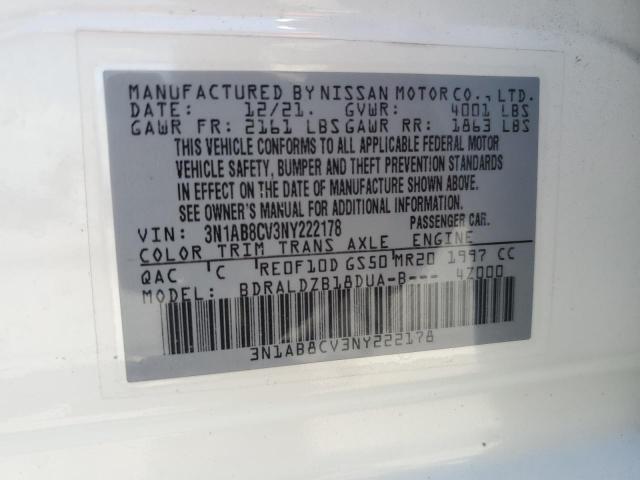 MANUFACTURED BY NISSAN MOTOR CO., LTD.
DATE: 12/21. GVWR: 4001 LBS
GAWR FR: 2161 LBS GAWR RR: 1863 LBS
THIS VEHICLE CONFORMS TO ALL APPLICABLE FEDERAL MOTOR
VEHICLE SAFETY, BUMPER AND THEFT PREVENTION STANDARDS
IN EFFECT ON THE DATE OF MANUFACTURE SHOWN ABOVE.
SEE OWNER'S MANUAL FOR ADDITIONAL INFORMATION.
VIN: 3N1AB8CV3NY222178 PASSENGER CAR.
COLOR TRIM TRANS AXLE ENGINE
QAC 'C 'RE0F10D GS50 MR20 1997 CC
MODEL: BDRALDZB18DUA-B--- 4Z000
3N1AB8CV3NY222178